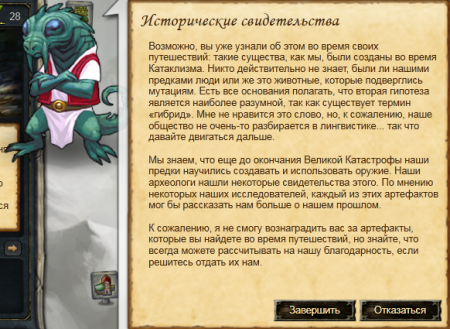 28
Исторические свидетельства
Возможно, вы уже узнали об этом во время своих
путешествий: такие существа, как мы, были созданы во время
Катаклизма. Никто действительно не знает, были ли нашими
предками люди или же это животные, которые подверглись
мутациям. Есть все основания полагать, что вторая гипотеза
является наиболее разумной, так как существует термин
«гибрид». Мне не нравится это слово, но, к сожалению, наше
общество не очень-то разбирается в лингвистике... так что
давайте двигаться дальше.
Мы знаем, что еще до окончания Великой Катастрофы наши
предки научились создавать и использовать оружие. Наши
археологи нашли некоторые свидетельства этого. По мнению
некоторых наших исследователей, каждый из этих артефактов
мог бы рассказать нам больше о нашем прошлом.
К сожалению, я не смогу вознаградить вас за артефакты,
которые вы найдете во время путешествий, но знайте, что
всегда можете рассчитывать на нашу благодарность, если
решитесь отдать их нам.
Завершить
Отказаться